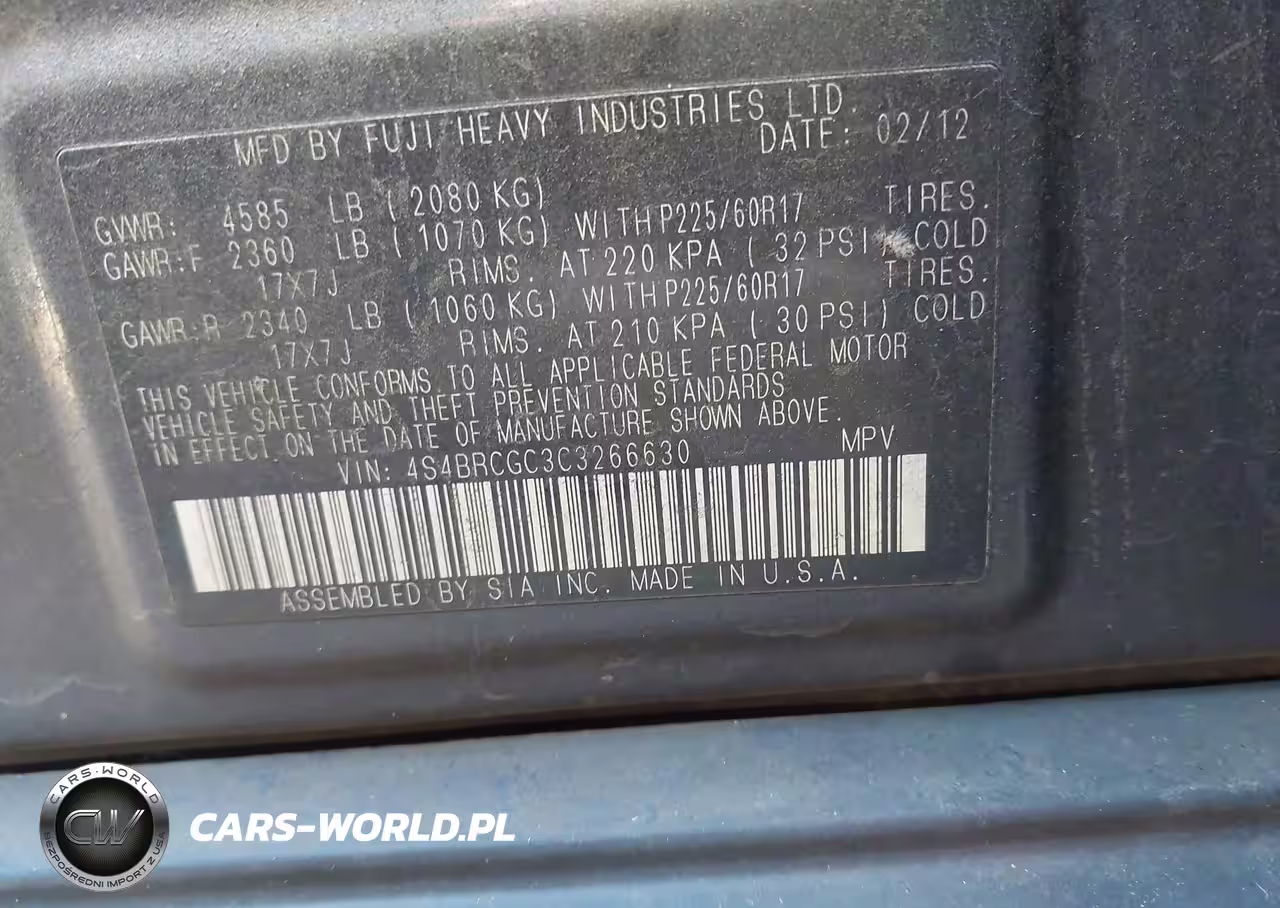 MFD BY FUJI HEAVY INDUSTRIES LTD.
DATE: 02/12
GVWR: 4585 LB ( 2080 KG)
GAWR:F 2360 LB ( 1070 KG) WITH P225/60R17 TIRES.
17X7J RIMS. AT 220 KPA ( 32 PSI) COLD
GAWR:R 2340 LB ( 1060 KG) WITH P225/60R17 TIRES.
17X7J RIMS. AT 210 KPA ( 30 PSI) COLD
THIS VEHICLE CONFORMS TO ALL APPLICABLE FEDERAL MOTOR
VEHICLE SAFETY AND THEFT PREVENTION STANDARDS
IN EFFECT ON THE DATE OF MANUFACTURE SHOWN ABOVE.
VIN: 4S4BRCGC3C3266630 MPV
ASSEMBLED BY SIA INC. MADE IN U.S.A.
CARS-WORLD
CW
BEZPOŚREDNI IMPORT Z USA
CARS-WORLD.PL